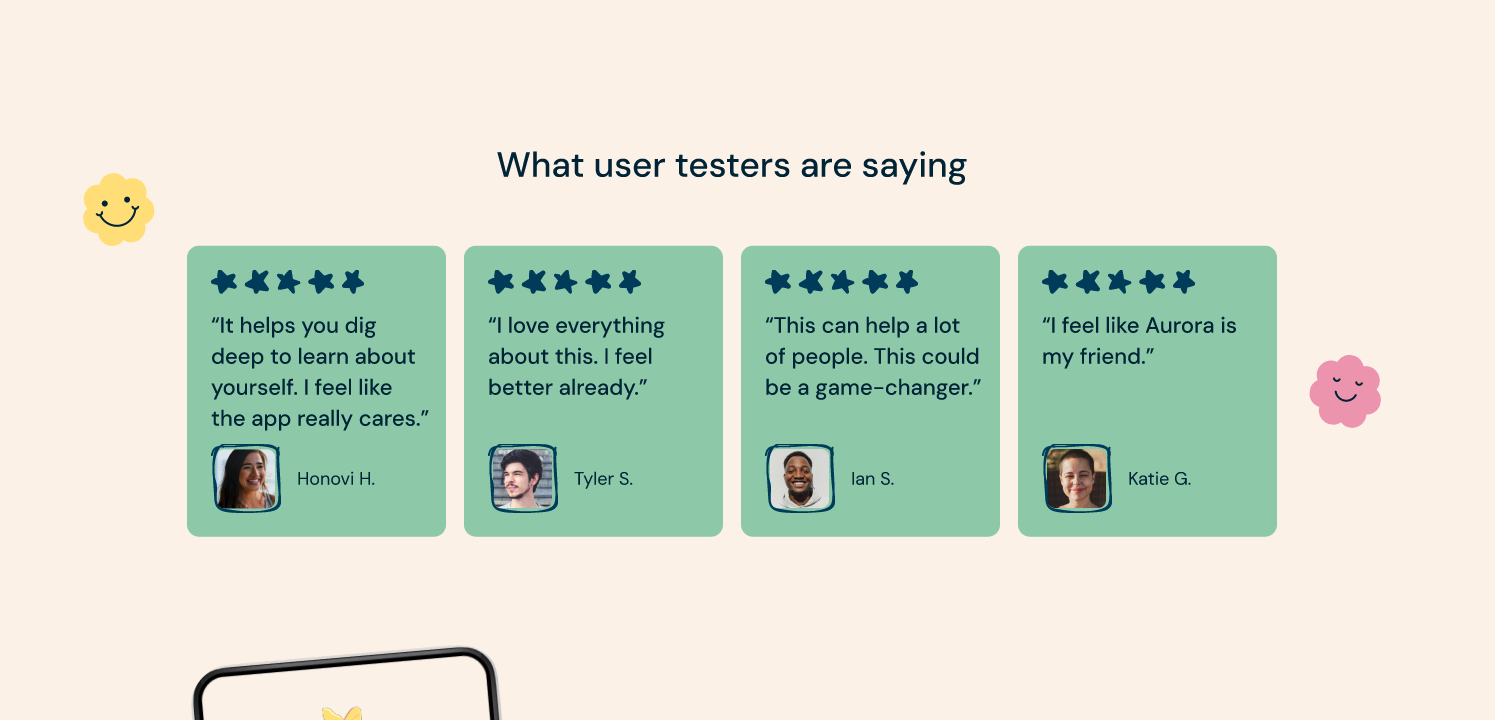 What user testers are saying
“It helps you dig
deep to learn about
yourself. I feel like
the app really cares.”
Honovi H.
“I love everything
about this. I feel
better already.”
Tyler S.
“This can help a lot
of people. This could
be a game-changer.”
Ian S.
“I feel like Aurora is
my friend.”
Katie G.